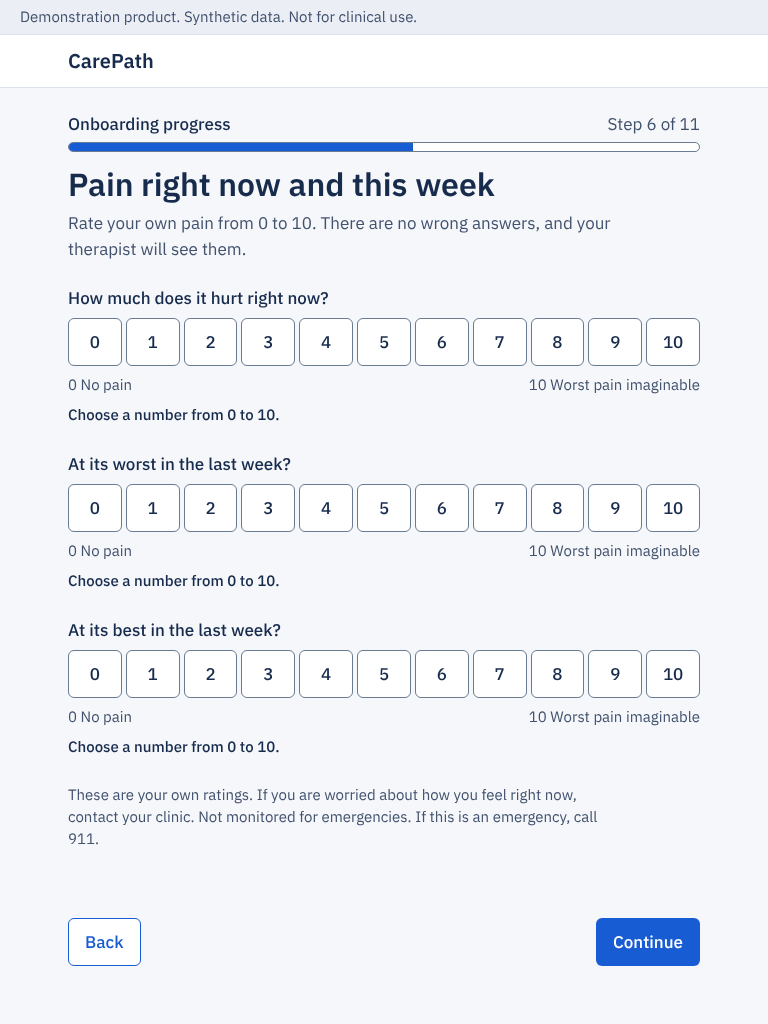 Demonstration product. Synthetic data. Not for clinical use.
CarePath
Onboarding progress
Step 6 of 11
Pain right now and this week
Rate your own pain from 0 to 10. There are no wrong answers, and your
therapist will see them.
How much does it hurt right now?
0 1 2 3 4 5 6 7 8 9 10
0 No pain
10 Worst pain imaginable
Choose a number from 0 to 10.
At its worst in the last week?
0 1 2 3 4 5 6 7 8 9 10
0 No pain
10 Worst pain imaginable
Choose a number from 0 to 10.
At its best in the last week?
0 1 2 3 4 5 6 7 8 9 10
0 No pain
10 Worst pain imaginable
Choose a number from 0 to 10.
These are your own ratings. If you are worried about how you feel right now,
contact your clinic. Not monitored for emergencies. If this is an emergency, call
911.
Back
Continue